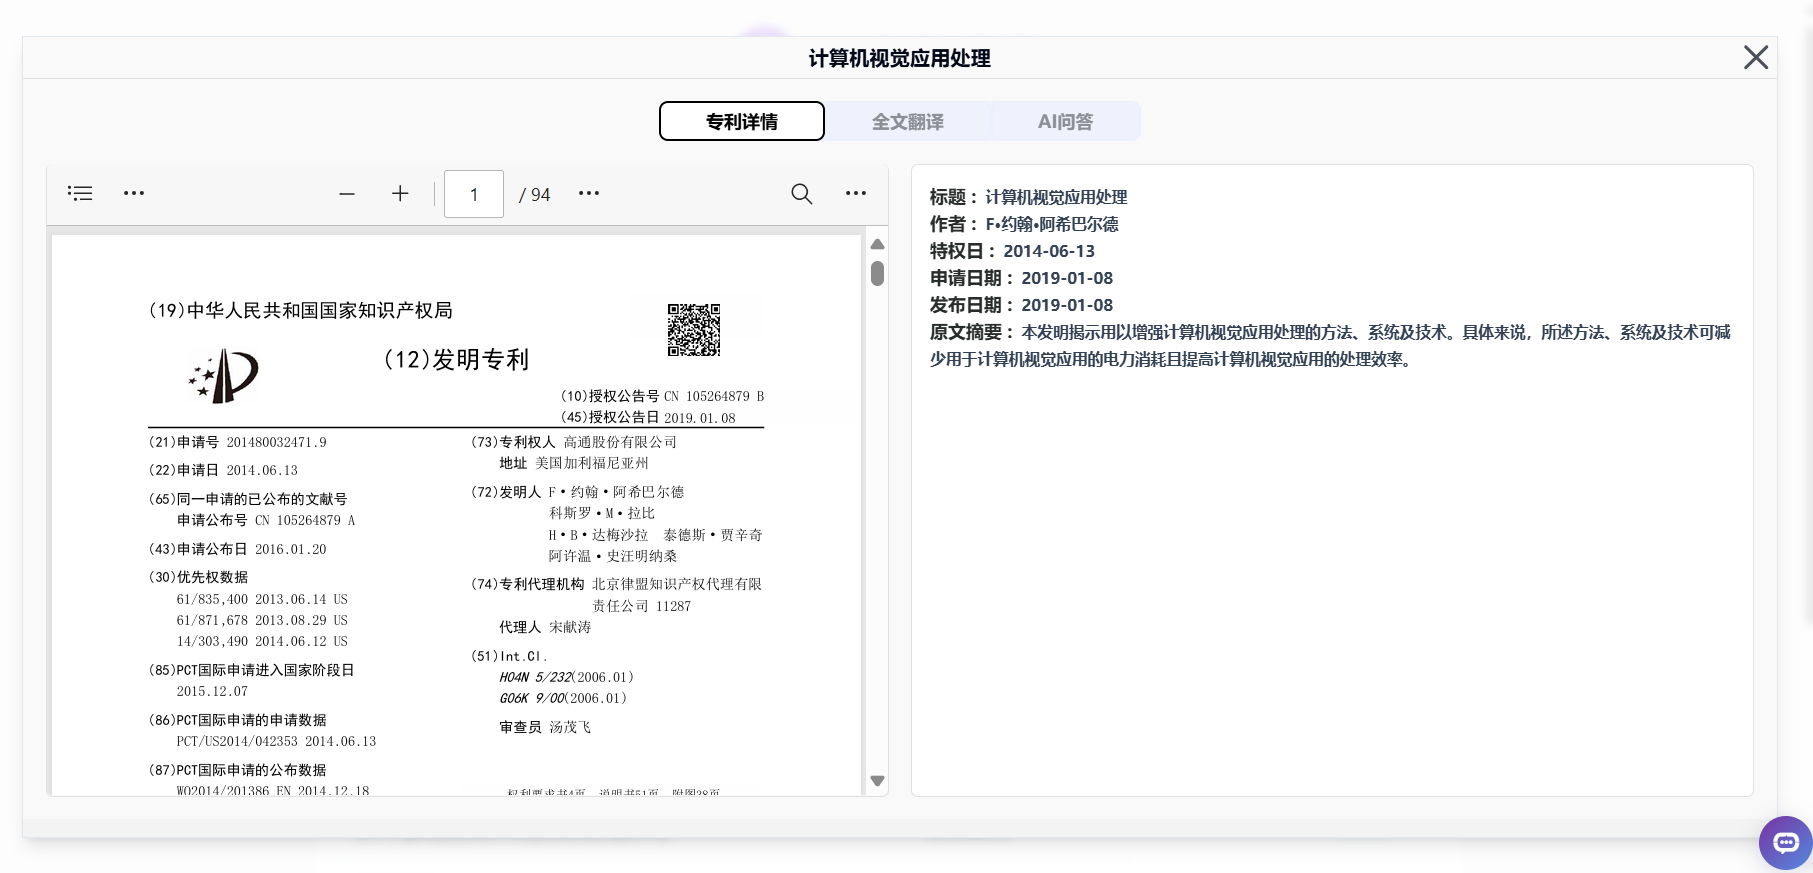 计算机视觉应用处理
专利详情
全文翻译
AI问答
1
/ 94
(19)中华人民共和国国家知识产权局
(12)发明专利
(10)授权公告号 CN 105264879 B
(45)授权公告日 2019.01.08
(21)申请号 201480032471.9
(22)申请日 2014.06.13
(65)同一申请的已公布的文献号
申请公布号 CN 105264879 A
(43)申请公布日 2016.01.20
(30)优先权数据
61/835,400 2013.06.14 US
61/871,678 2013.08.29 US
14/303,490 2014.06.12 US
(85)PCT国际申请进入国家阶段日
2015.12.07
(86)PCT国际申请的申请数据
PCT/US2014/042353 2014.06.13
(87)PCT国际申请的公布数据
WO2014/201386 EN 2014.12.18
(73)专利权人 高通股份有限公司
地址 美国加利福尼亚州
(72)发明人 F·约翰·阿希巴尔德
科斯罗·M·拉比
H·B·达梅沙拉 泰德斯·贾辛奇
阿许温·史汪明纳桑
(74)专利代理机构 北京律盟知识产权代理有限
责任公司 11287
代理人 宋献涛
(51)Int.Cl.
H04N 5/232(2006.01)
G06K 9/00(2006.01)
审查员 汤茂飞
权利要求书4页 说明书51页 附图38页
标题： 计算机视觉应用处理
作者： F•约翰•阿希巴尔德
特权日： 2014-06-13
申请日期： 2019-01-08
发布日期： 2019-01-08
原文摘要： 本发明揭示用以增强计算机视觉应用处理的方法、系统及技术。具体来说，所述方法、系统及技术可减
少用于计算机视觉应用的电力消耗且提高计算机视觉应用的处理效率。